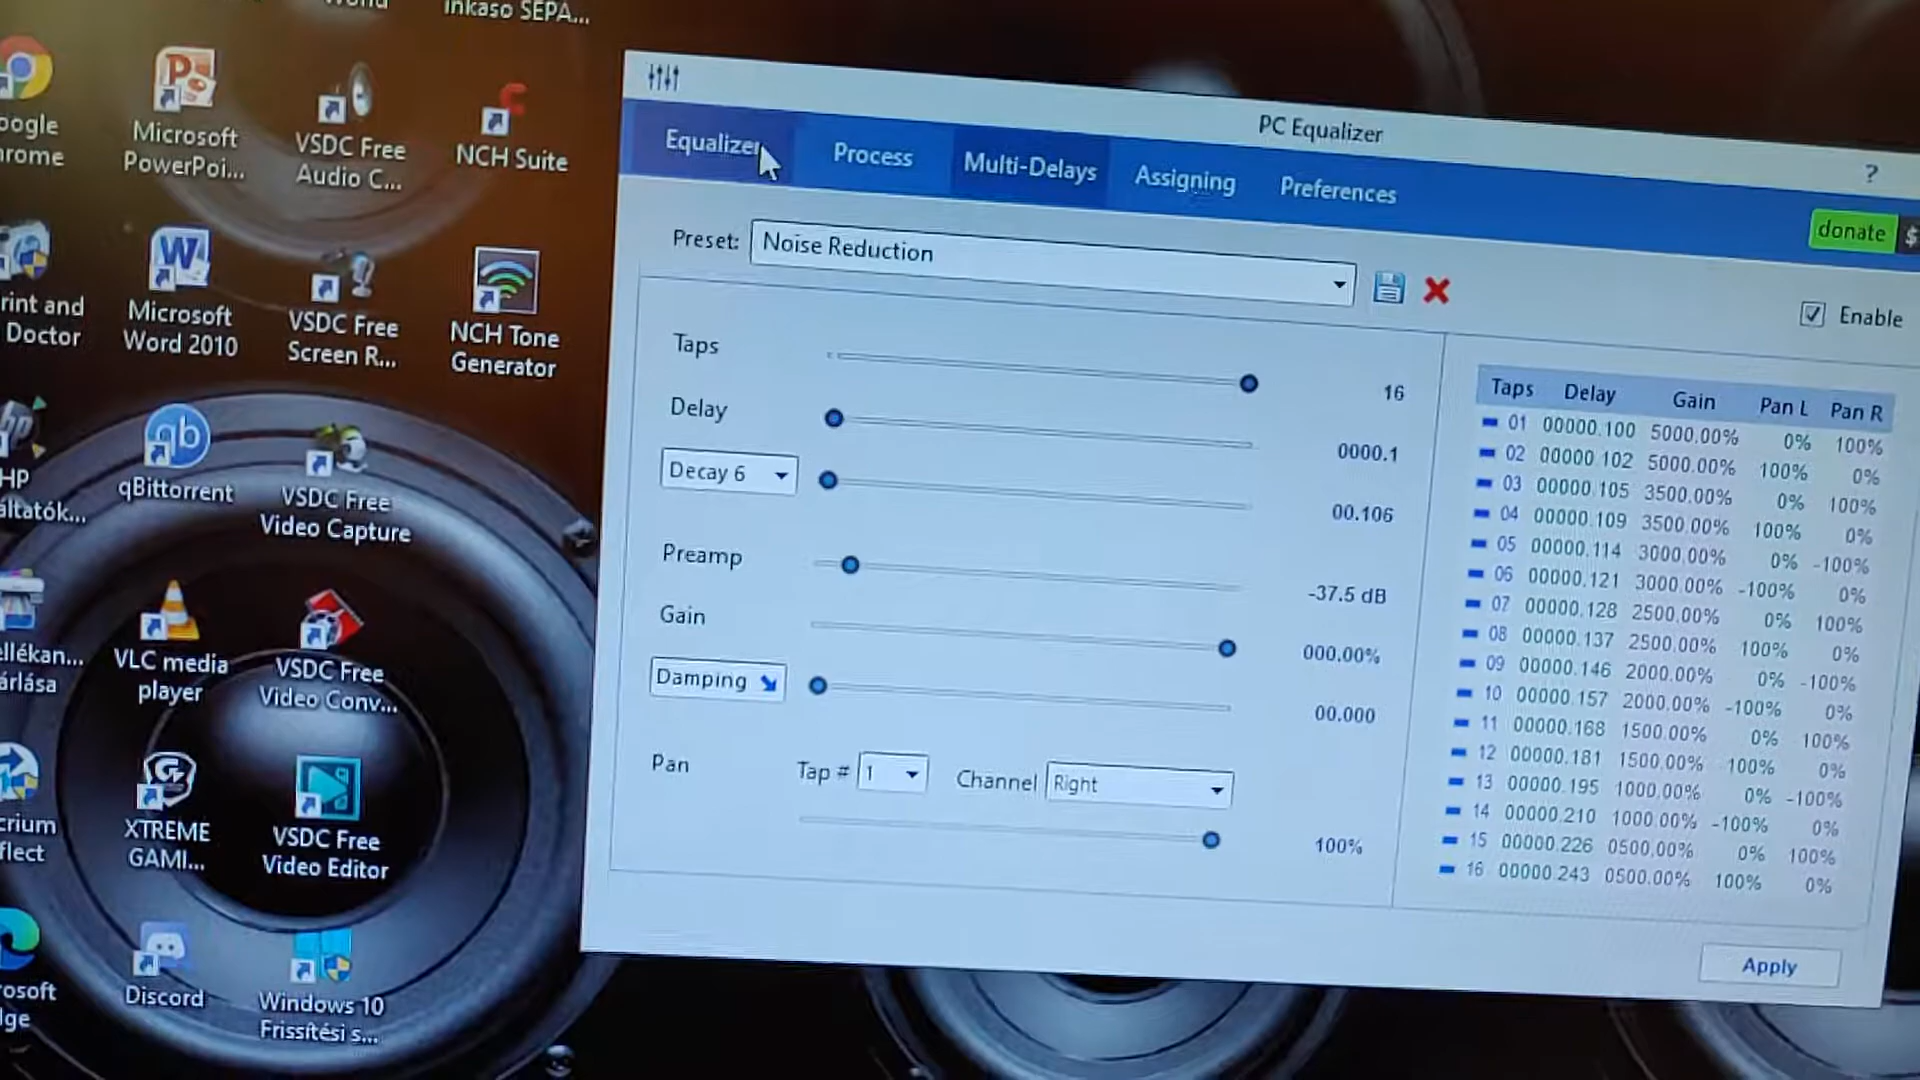 inkaso SEPA...
Microsoft
PowerPoi...
VSDC Free
Audio C...
NCH Suite
rint and
Doctor
Microsoft
Word 2010
VSDC Free
Screen R...
NCH Tone
Generator
HP
qBittorrent
VSDC Free
Video Capture
VLC media
player
VSDC Free
Video Conv...
XTREME
GAMI...
VSDC Free
Video Editor
Discord
Windows 10
Frissítési s...
PC Equalizer
?
Equalizer
Process
Multi-Delays
Assigning
Preferences
donate
$
Preset:
Noise Reduction
Enable
Taps
16
Delay
0000.1
Decay 6
00.106
Preamp
-37.5 dB
Gain
000.00%
Damping
00.000
Pan
Tap #
1
Channel
Right
100%
Taps Delay Gain Pan L Pan R
01 00000.100 5000.00% 0% 100%
02 00000.102 5000.00% 100% 0%
03 00000.105 3500.00% 0% 100%
04 00000.109 3500.00% 100% 0%
05 00000.114 3000.00% 0% -100%
06 00000.121 3000.00% -100% 0%
07 00000.128 2500.00% 0% 100%
08 00000.137 2500.00% 100% 0%
09 00000.146 2000.00% 0% -100%
10 00000.157 2000.00% -100% 0%
11 00000.168 1500.00% 0% 100%
12 00000.181 1500.00% 100% 0%
13 00000.195 1000.00% 0% -100%
14 00000.210 1000.00% -100% 0%
15 00000.226 0500.00% 0% 100%
16 00000.243 0500.00% 100% 0%
Apply